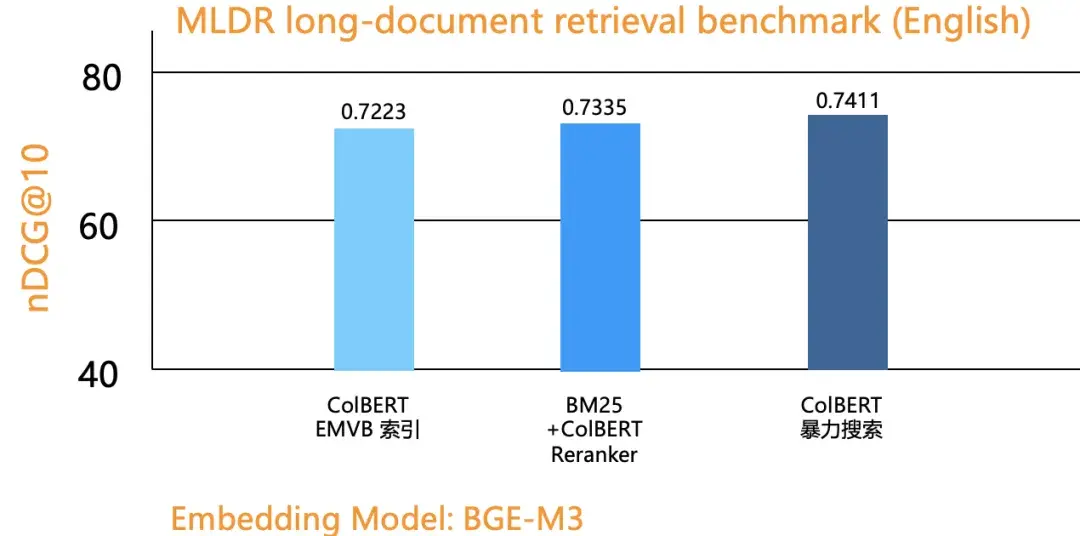 MLDR long-document retrieval benchmark (English)
80
0.7223
0.7335
0.7411
nDCG@10
60
40
ColBERT
EMVB 索引
BM25
+ColBERT
Reranker
ColBERT
暴力搜索
Embedding Model: BGE-M3